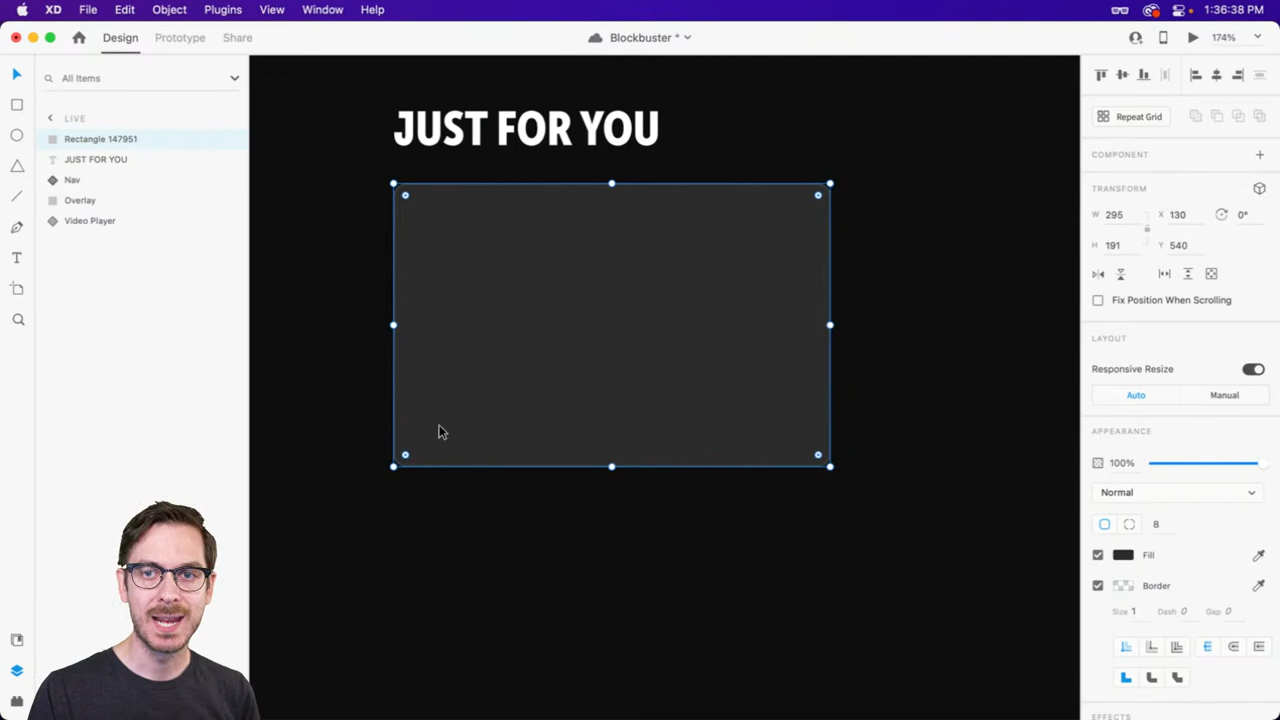 XD File Edit Object Plugins View Window Help 1:36:38 PM
Design Prototype Share Blockbuster * 174%
All Items
LIVE
Rectangle 147951
JUST FOR YOU
Nav
Overlay
Video Player
JUST FOR YOU
Repeat Grid
COMPONENT
TRANSFORM
W 295 X 130 0°
H 191 Y 540
Fix Position When Scrolling
LAYOUT
Responsive Resize
Auto Manual
APPEARANCE
100%
Normal
8
Fill
Border
Size 1 Dash 0 Gap 0
EFFECTS